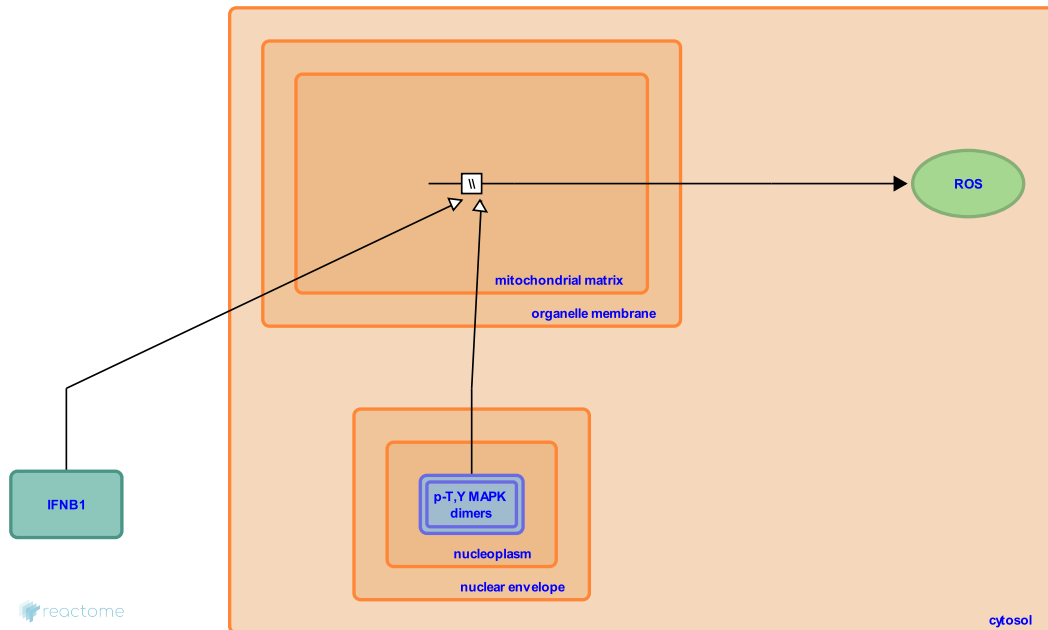 \\
ROS
mitochondrial matrix
organelle membrane
IFNB1
p-T,Y MAPK
dimers
nucleoplasm
nuclear envelope
reactome
cytosol